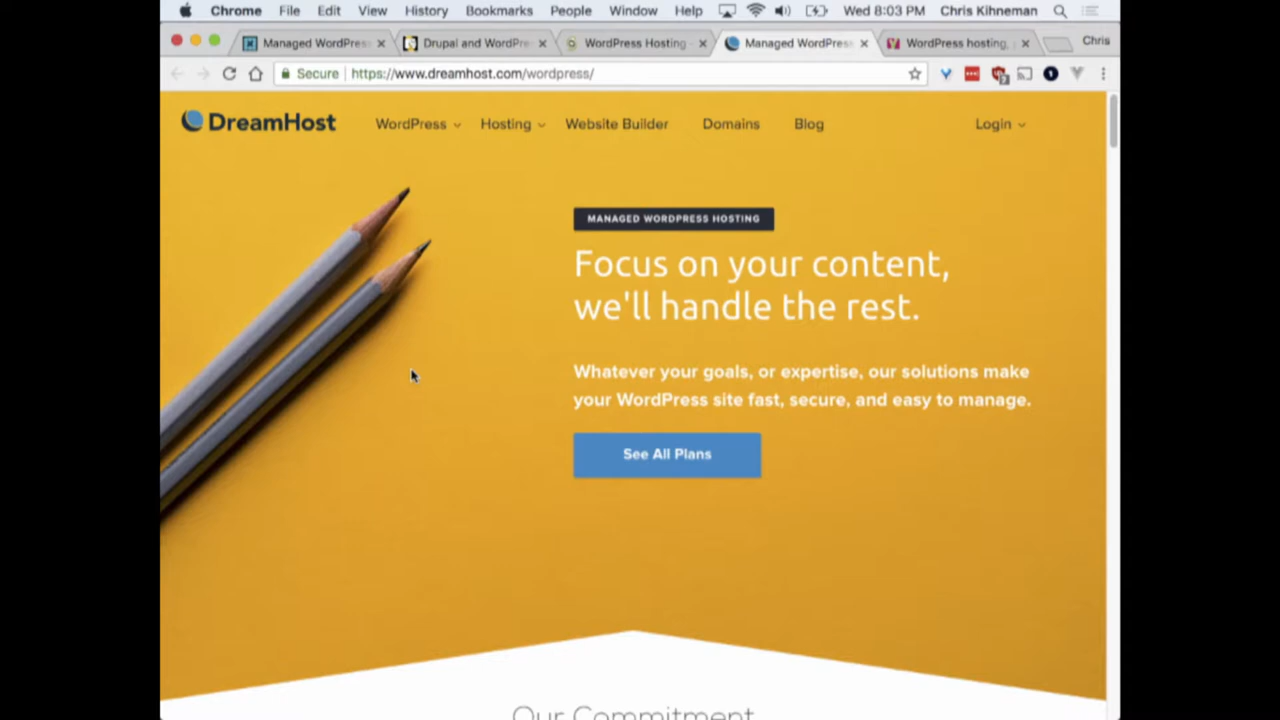 Chrome File Edit View History Bookmarks People Window Help Wed 8:03 PM Chris Kihneman
Managed WordPres Drupal and WordPre WordPress Hosting - Managed WordPres WordPress hosting, Chris
Secure https://www.dreamhost.com/wordpress/
DreamHost WordPress Hosting Website Builder Domains Blog Login
MANAGED WORDPRESS HOSTING
Focus on your content,
we'll handle the rest.
Whatever your goals, or expertise, our solutions make
your WordPress site fast, secure, and easy to manage.
See All Plans
Our Commitment